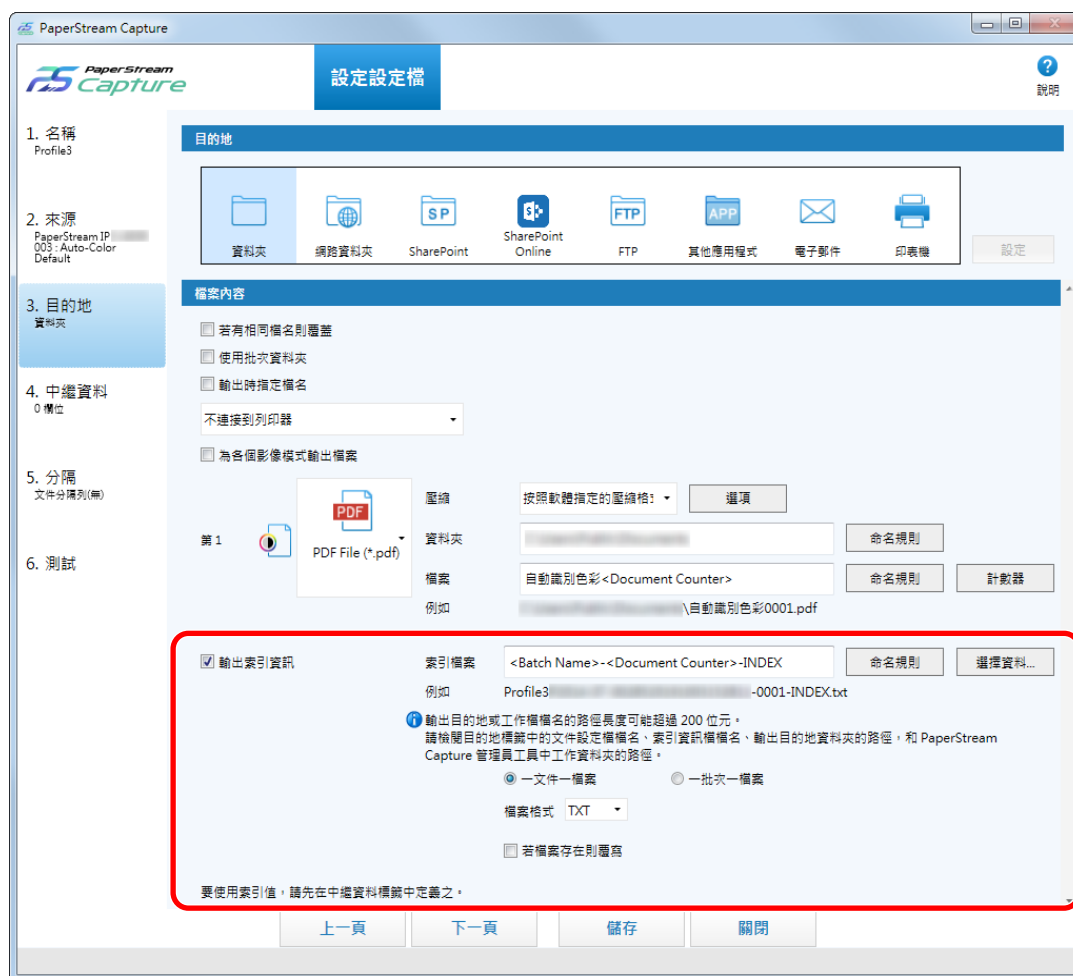 PaperStream Capture
PaperStream
Capture
設定設定檔
說明
1. 名稱
Profile3
2. 來源
PaperStream IP
003 : Auto-Color
Default
3. 目的地
資料夾
4. 中繼資料
0 欄位
5. 分隔
文件分隔列(無)
6. 測試
目的地
資料夾
網路資料夾
SP
SharePoint
SharePoint
Online
FTP
FTP
APP
其他應用程式
電子郵件
印表機
設定
檔案內容
若有相同檔名則覆蓋
使用批次資料夾
輸出時指定檔名
不連接到列印器
為各個影像模式輸出檔案
第 1
PDF
PDF File (*.pdf)
壓縮
按照軟體指定的壓縮格式
選項
資料夾
命名規則
檔案
自動識別色彩<Document Counter>
命名規則
計數器
例如
\自動識別色彩0001.pdf
輸出索引資訊
索引檔案
<Batch Name>-<Document Counter>-INDEX
命名規則
選擇資料...
例如
Profile3
-0001-INDEX.txt
輸出目的地或工作檔檔名的路徑長度可能超過 200 位元。
請檢閱目的地標籤中的文件設定檔檔名、索引資訊檔檔名、輸出目的地資料夾的路徑，和 PaperStream
Capture 管理員工具中工作資料夾的路徑。
一文件一檔案
一批次一檔案
檔案格式
TXT
若檔案存在則覆寫
要使用索引值，請先在中繼資料標籤中定義之。
上一頁
下一頁
儲存
關閉